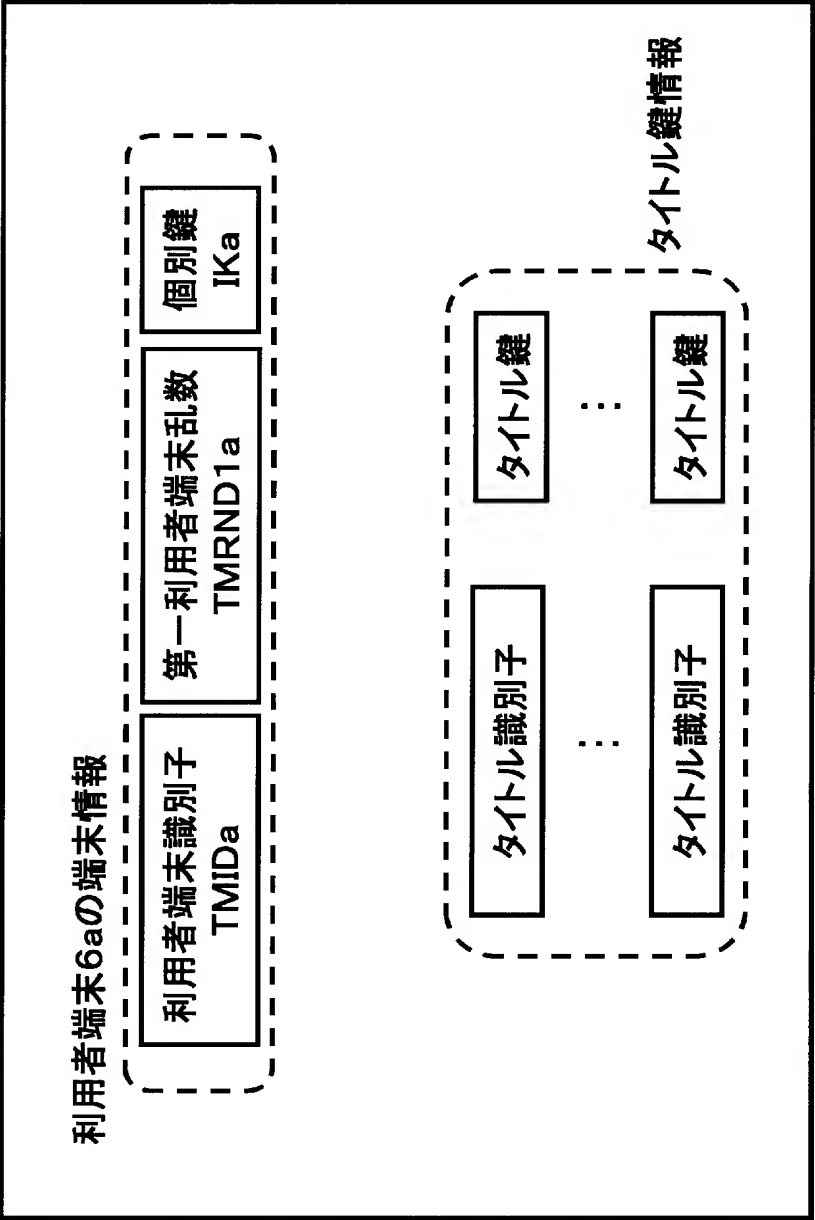 利用者端末6aの端末情報
利用者端末識別子
TMIDa
第一利用者端末乱数
TMRND1a
個別鍵
IKa
タイトル識別子
タイトル鍵
…
…
タイトル識別子
タイトル鍵
タイトル鍵情報